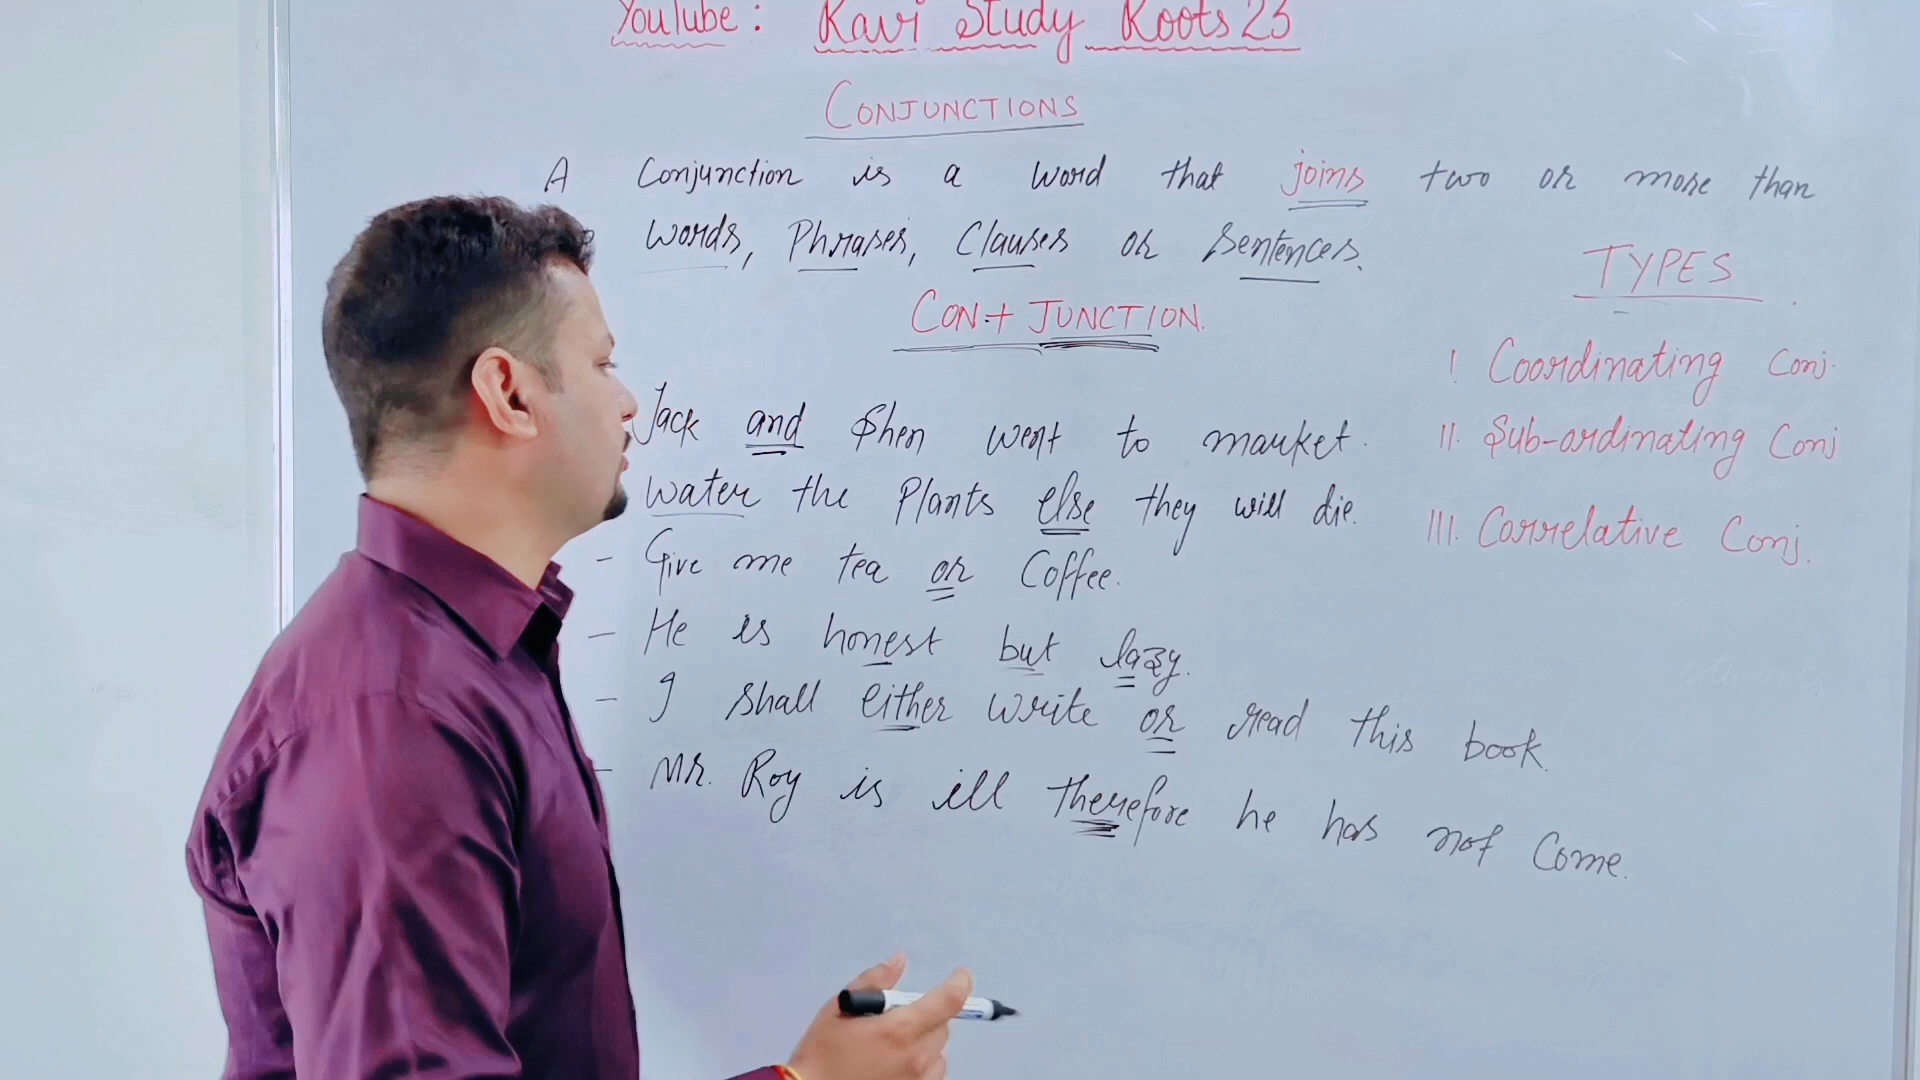 YouTube: Ravi Study Roots 23
CONJUNCTIONS
A Conjunction is a word that joins two or more than
words, Phrases, Clauses or Sentences.
CON + JUNCTION.
Jack and Shen went to market.
water the Plants else they will die.
- Give me tea or Coffee.
- He is honest but lazy.
- I shall either write or read this book.
- Mr. Roy is ill therefore he has not Come.
TYPES
I Coordinating Conj.
II. Sub-ordinating Conj
III. Correlative Conj.